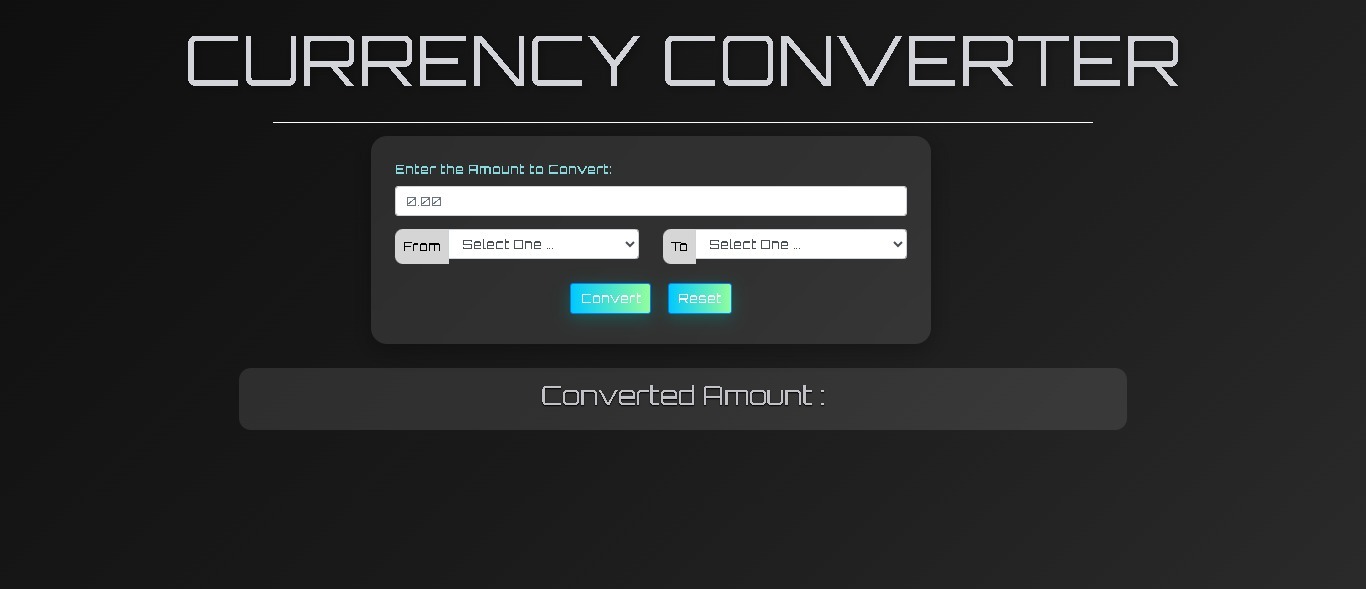 CURRENCY CONVERTER
Enter the Amount to Convert:
0.00
From Select One ... To Select One ...
Convert Reset
Converted Amount :